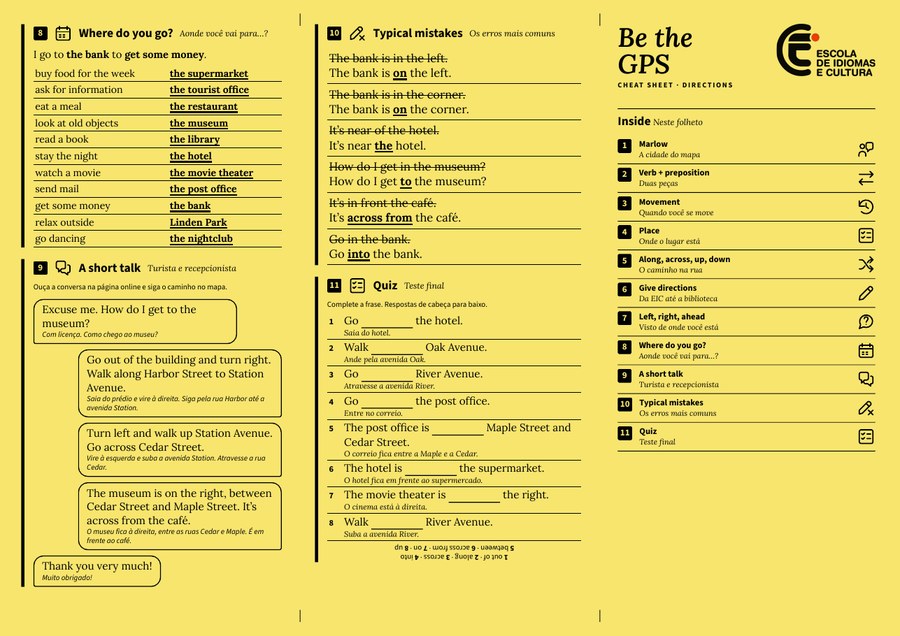 8 Where do you go? Aonde você vai para...?
I go to the bank to get some money.
buy food for the week the supermarket
ask for information the tourist office
eat a meal the restaurant
look at old objects the museum
read a book the library
stay the night the hotel
watch a movie the movie theater
send mail the post office
get some money the bank
relax outside Linden Park
go dancing the nightclub
9 A short talk Turista e recepcionista
Ouça a conversa na página online e siga o caminho no mapa.
Excuse me. How do I get to the
museum?
Com licença. Como chego ao museu?
Go out of the building and turn right.
Walk along Harbor Street to Station
Avenue.
Saia do prédio e vire à direita. Siga pela rua Harbor até a
avenida Station.
Turn left and walk up Station Avenue.
Go across Cedar Street.
Vire à esquerda e suba a avenida Station. Atravesse a rua
Cedar.
The museum is on the right, between
Cedar Street and Maple Street. It's
across from the café.
O museu fica à direita, entre as ruas Cedar e Maple. É em
frente ao café.
Thank you very much!
Muito obrigado!
10 Typical mistakes Os erros mais comuns
The bank is in the left.
The bank is on the left.
The bank is in the corner.
The bank is on the corner.
It's near of the hotel.
It's near the hotel.
How do I get in the museum?
How do I get to the museum?
It's in front the café.
It's across from the café.
Go in the bank.
Go into the bank.
11 Quiz Teste final
Complete a frase. Respostas de cabeça para baixo.
1 Go ________ the hotel.
Saia do hotel.
2 Walk ________ Oak Avenue.
Ande pela avenida Oak.
3 Go ________ River Avenue.
Atravesse a avenida River.
4 Go ________ the post office.
Entre no correio.
5 The post office is ________ Maple Street and
Cedar Street.
O correio fica entre a Maple e a Cedar.
6 The hotel is ________ the supermarket.
O hotel fica em frente ao supermercado.
7 The movie theater is ________ the right.
O cinema está à direita.
8 Walk ________ River Avenue.
Suba a avenida River.
1 out of · 2 along · 3 across · 4 into
5 between · 6 across from · 7 on · 8 up
Be the
GPS
CHEAT SHEET · DIRECTIONS
ESCOLA
DE IDIOMAS
E CULTURA
Inside Neste folheto
1 Marlow
A cidade do mapa
2 Verb + preposition
Duas peças
3 Movement
Quando você se move
4 Place
Onde o lugar está
5 Along, across, up, down
O caminho na rua
6 Give directions
Da EIC até a biblioteca
7 Left, right, ahead
Visto de onde você está
8 Where do you go?
Aonde você vai para...?
9 A short talk
Turista e recepcionista
10 Typical mistakes
Os erros mais comuns
11 Quiz
Teste final